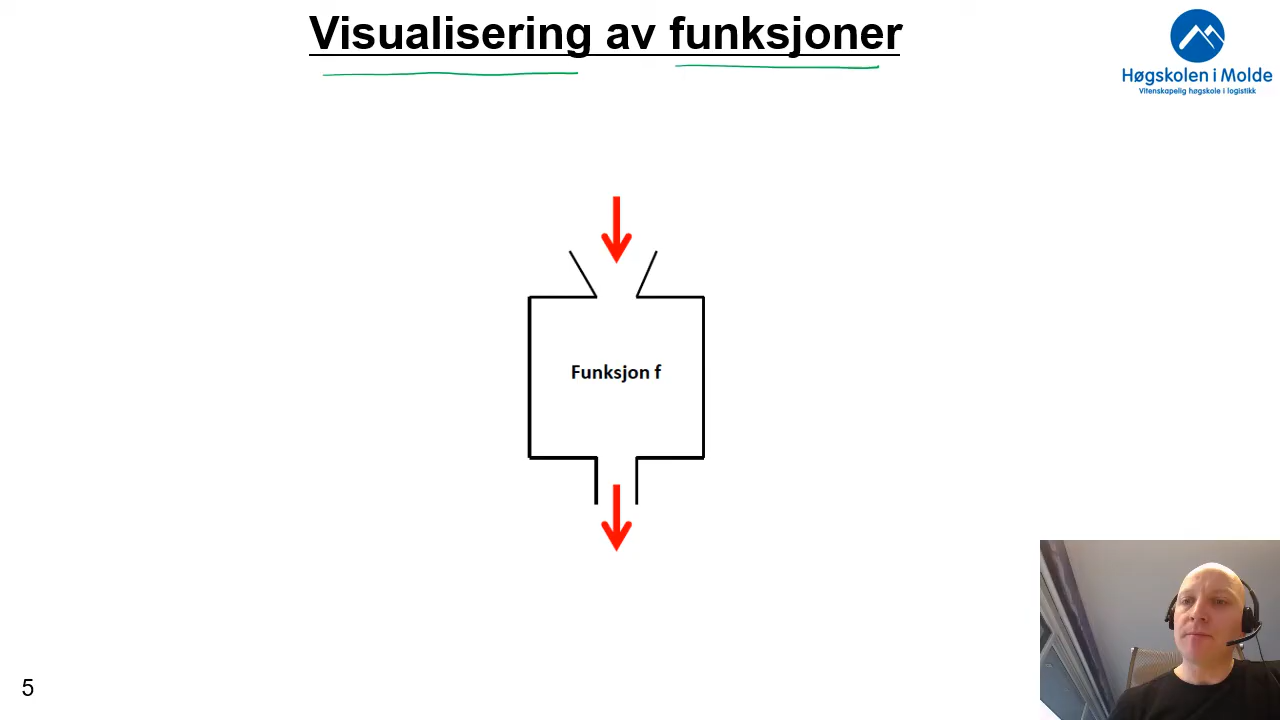 Visualisering av funksjoner
Høgskolen i Molde
Vitenskapelig høgskole i logistikk
Funksjon f
5